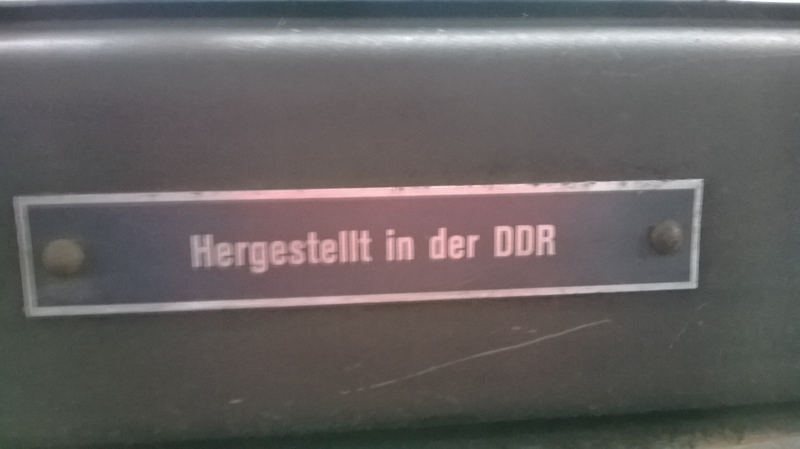 Hergestellt in der DDR